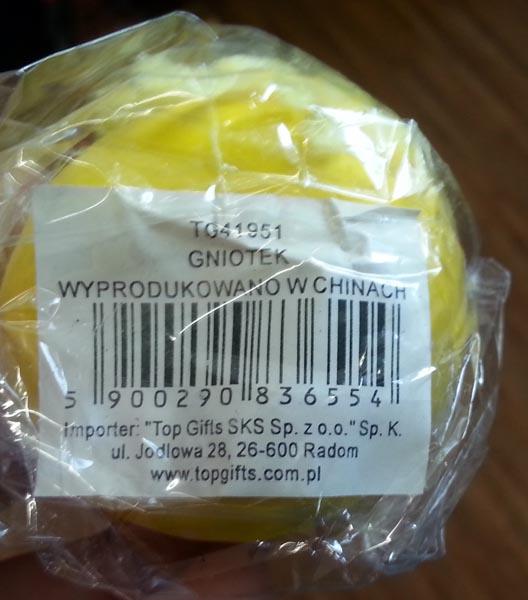 TG41951
GNIOTEK
WYPRODUKOWANO W CHINACH
5 900290 836554
Importer: "Top Gifts SKS Sp. z o.o." Sp. K.
ul. Jodlowa 28, 26-600 Radom
www.topgifts.com.pl